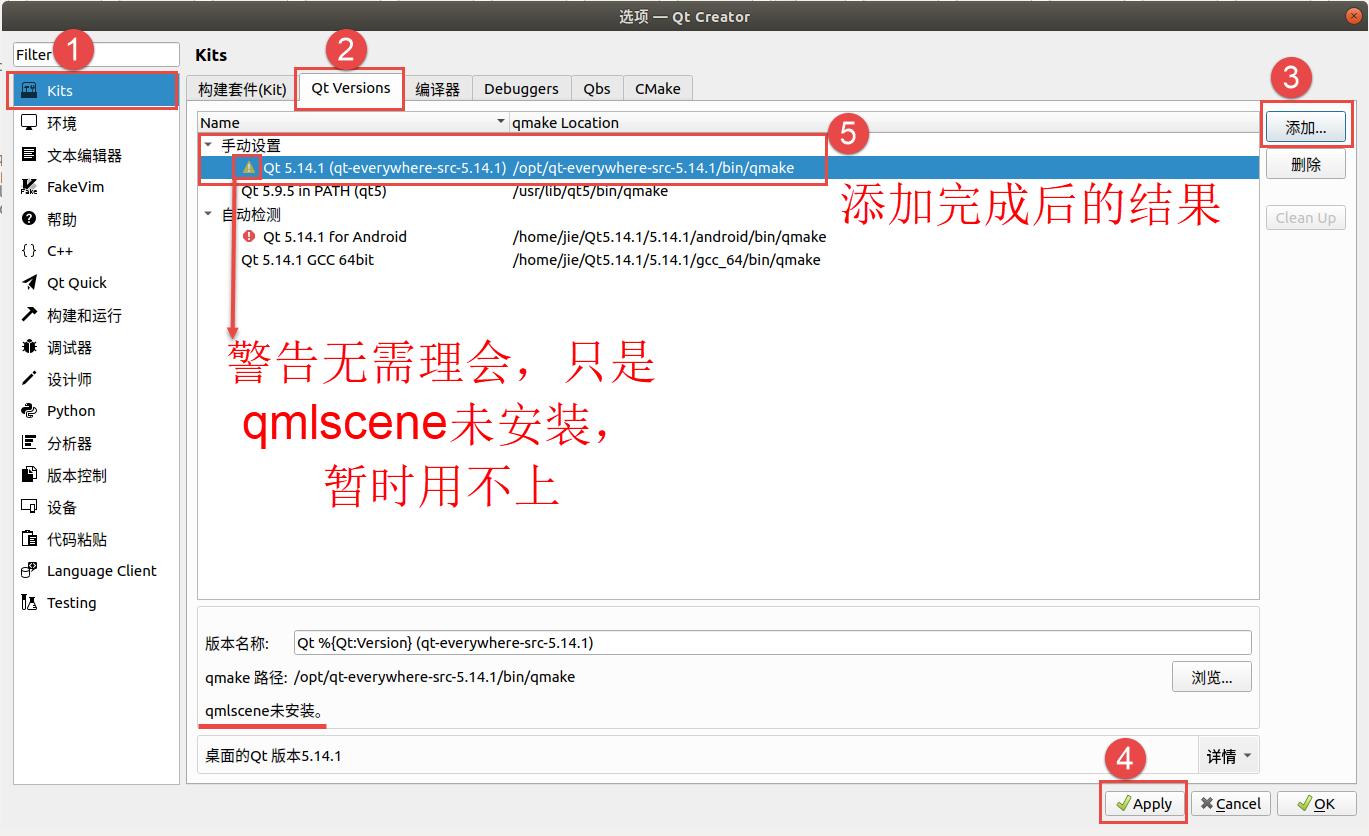 选项 — Qt Creator
Filter
1
Kits
环境
文本编辑器
FakeVim
帮助
C++
Qt Quick
构建和运行
调试器
设计师
Python
分析器
版本控制
设备
代码粘贴
Language Client
Testing
Kits
2
构建套件(Kit) Qt Versions 编译器 Debuggers Qbs CMake
3
添加...
删除
Clean Up
Name qmake Location
手动设置
5
Qt 5.14.1 (qt-everywhere-src-5.14.1) /opt/qt-everywhere-src-5.14.1/bin/qmake
Qt 5.9.5 in PATH (qt5) /usr/lib/qt5/bin/qmake
自动检测
Qt 5.14.1 for Android /home/jie/Qt5.14.1/5.14.1/android/bin/qmake
Qt 5.14.1 GCC 64bit /home/jie/Qt5.14.1/5.14.1/gcc_64/bin/qmake
添加完成后的结果
警告无需理会，只是
qmlscene未安装，
暂时用不上
版本名称: Qt %{Qt:Version} (qt-everywhere-src-5.14.1)
qmake 路径: /opt/qt-everywhere-src-5.14.1/bin/qmake 浏览...
qmlscene未安装。
桌面的Qt 版本5.14.1 详情
4
Apply Cancel OK